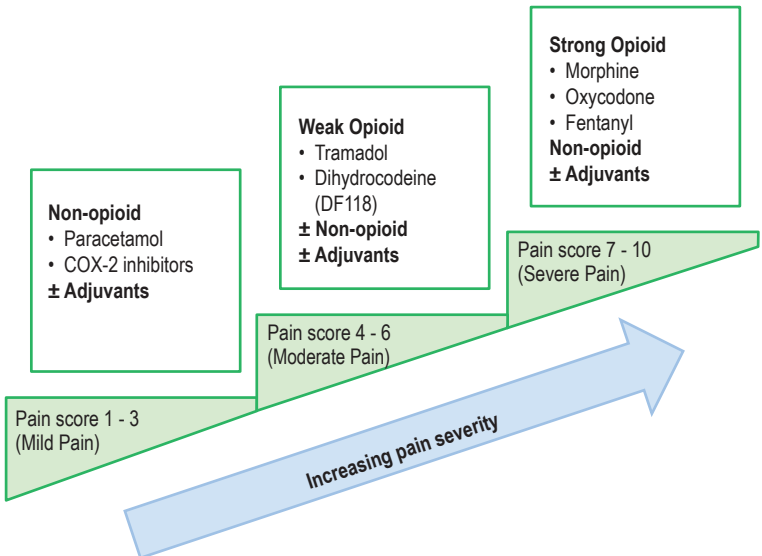 Non-opioid
• Paracetamol
• COX-2 inhibitors
± Adjuvants
Pain score 1 - 3
(Mild Pain)
Weak Opioid
• Tramadol
• Dihydrocodeine
(DF118)
± Non-opioid
± Adjuvants
Pain score 4 - 6
(Moderate Pain)
Strong Opioid
• Morphine
• Oxycodone
• Fentanyl
Non-opioid
± Adjuvants
Pain score 7 - 10
(Severe Pain)
Increasing pain severity